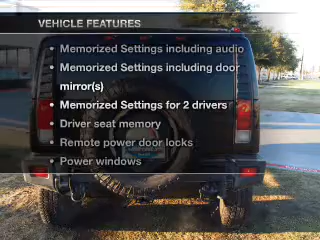 VEHICLE FEATURES
• Memorized Settings including audio
• Memorized Settings including door
mirror(s)
• Memorized Settings for 2 drivers
• Driver seat memory
• Remote power door locks
• Power windows